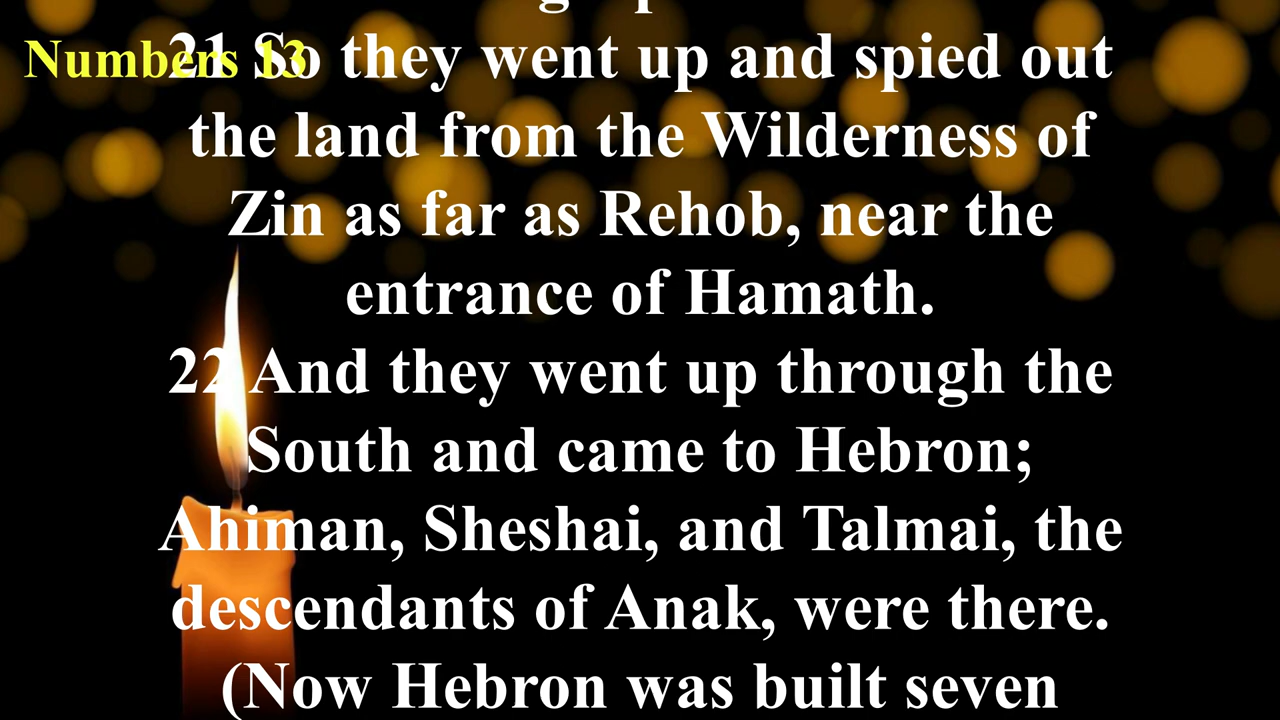 Numbers 13
21 So they went up and spied out
the land from the Wilderness of
Zin as far as Rehob, near the
entrance of Hamath.
22 And they went up through the
South and came to Hebron;
Ahiman, Sheshai, and Talmai, the
descendants of Anak, were there.
(Now Hebron was built seven